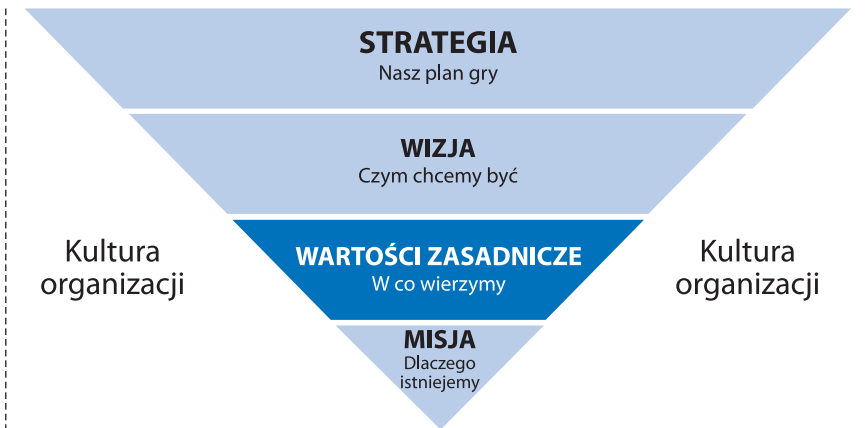 STRATEGIA
Nasz plan gry
WIZJA
Czym chcemy być
Kultura
organizacji
WARTOŚCI ZASADNICZE
W co wierzymy
Kultura
organizacji
MISJA
Dlaczego
istniejemy